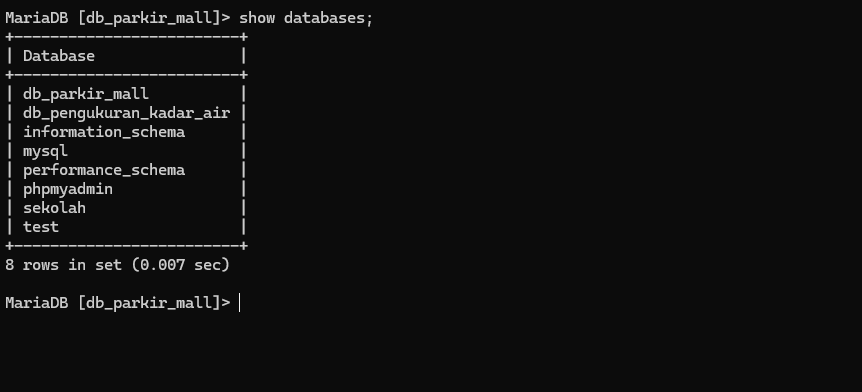 MariaDB [db_parkir_mall]> show databases;
+-------------------------+
| Database                |
+-------------------------+
| db_parkir_mall          |
| db_pengukuran_kadar_air |
| information_schema      |
| mysql                   |
| performance_schema      |
| phpmyadmin              |
| sekolah                 |
| test                    |
+-------------------------+
8 rows in set (0.007 sec)

MariaDB [db_parkir_mall]>